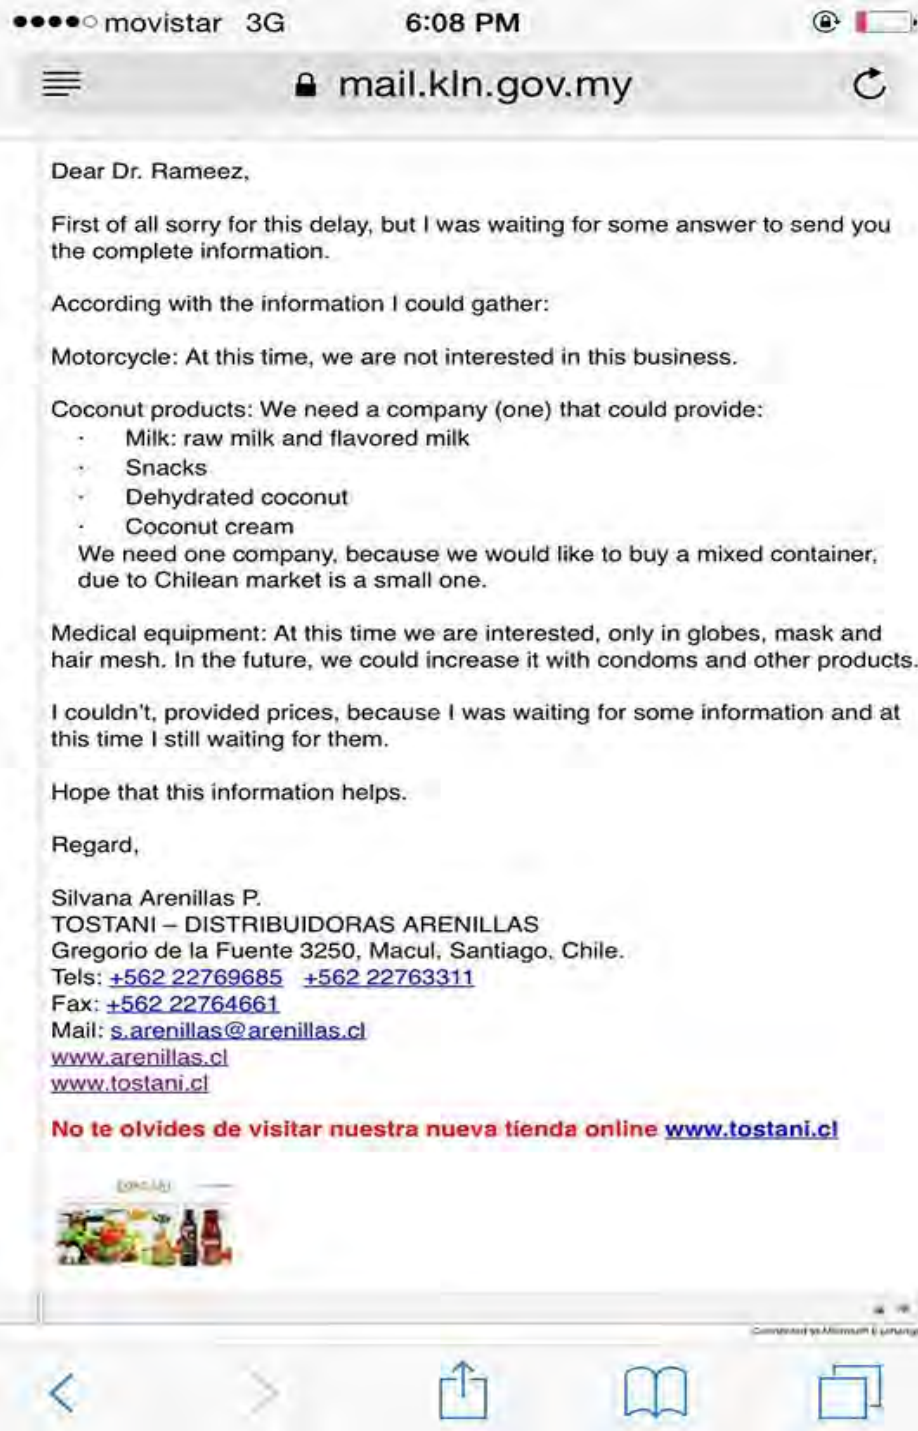 movistar 3G 6:08 PM
mail.kln.gov.my
Dear Dr. Rameez,
First of all sorry for this delay, but I was waiting for some answer to send you
the complete information.
According with the information I could gather:
Motorcycle: At this time, we are not interested in this business.
Coconut products: We need a company (one) that could provide:
· Milk: raw milk and flavored milk
· Snacks
· Dehydrated coconut
· Coconut cream
We need one company, because we would like to buy a mixed container,
due to Chilean market is a small one.
Medical equipment: At this time we are interested, only in globes, mask and
hair mesh. In the future, we could increase it with condoms and other products.
I couldn't, provided prices, because I was waiting for some information and at
this time I still waiting for them.
Hope that this information helps.
Regard,
Silvana Arenillas P.
TOSTANI – DISTRIBUIDORAS ARENILLAS
Gregorio de la Fuente 3250, Macul, Santiago, Chile.
Tels: +562 22769685 +562 22763311
Fax: +562 22764661
Mail: s.arenillas@arenillas.cl
www.arenillas.cl
www.tostani.cl
No te olvides de visitar nuestra nueva tienda online www.tostani.cl
Connected to Microsoft Exchange